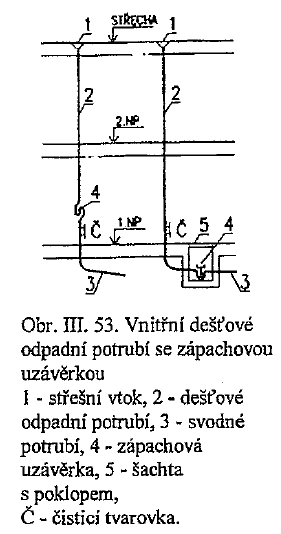 1 STŘECHA 1
2 2
2.NP
4
Č Č 1 NP 5 4
3 3
Obr. III. 53. Vnitřní dešťové
odpadní potrubí se zápachovou
uzávěrkou
1 - střešní vtok, 2 - dešťové
odpadní potrubí, 3 - svodné
potrubí, 4 - zápachová
uzávěrka, 5 - šachta
s poklopem,
Č - čisticí tvarovka.